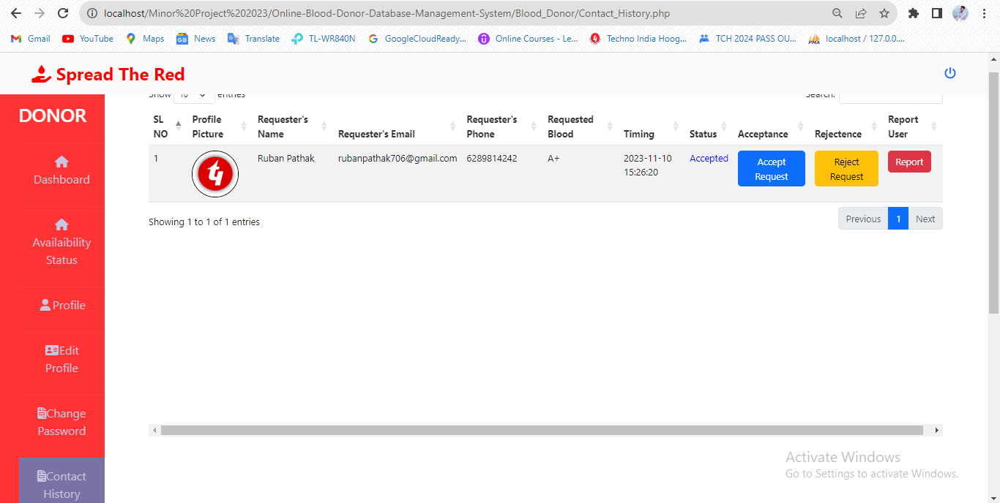 localhost/Minor%20Project%202023/Online-Blood-Donor-Database-Management-System/Blood_Donor/Contact_History.php
Gmail YouTube Maps News Translate TL-WR840N GoogleCloudReady... Online Courses - Le... Techno India Hoog... TCH 2024 PASS OU... localhost / 127.0.0....
Spread The Red
DONOR
Dashboard
Availaibility
Status
Profile
Edit
Profile
Change
Password
Contact
History
Show 10 entries
Search:
SL
NO
Profile
Picture
Requester's
Name
Requester's Email
Requester's
Phone
Requested
Blood
Timing
Status
Acceptance
Rejectence
Report
User
1
Ruban Pathak
rubanpathak706@gmail.com
6289814242
A+
2023-11-10
15:26:20
Accepted
Accept
Request
Reject
Request
Report
Showing 1 to 1 of 1 entries
Previous 1 Next
Activate Windows
Go to Settings to activate Windows.